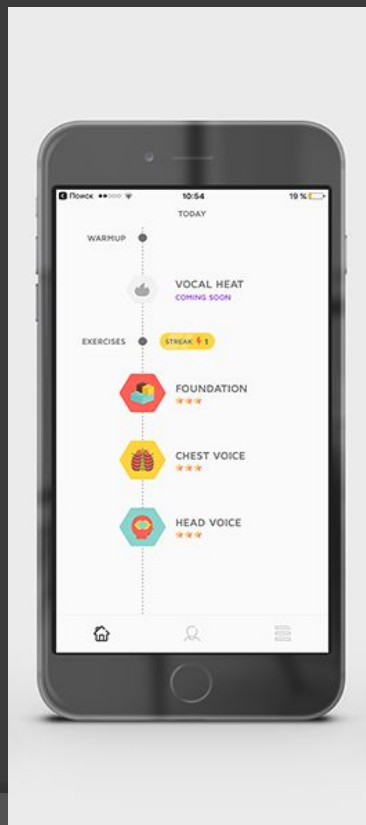 Поиск 10:54 19 %
TODAY
WARMUP
VOCAL HEAT
COMING SOON
EXERCISES STREAK 1
FOUNDATION
CHEST VOICE
HEAD VOICE